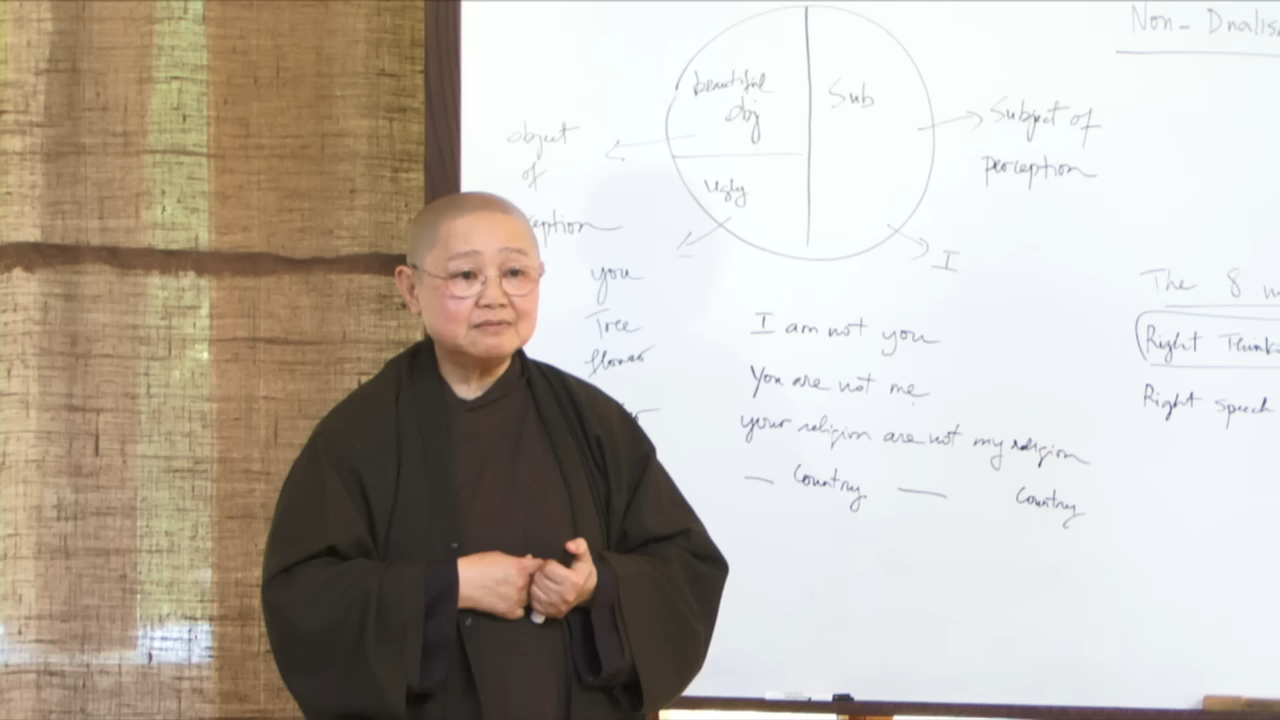 Non-Dualis
beautiful
obj
Sub
Subject of
perception
object
of
ception
Ugly
I
you
Tree
flower
I am not you
You are not me
your religion are not my religion
— Country — Country
The 8
Right Think
Right speech